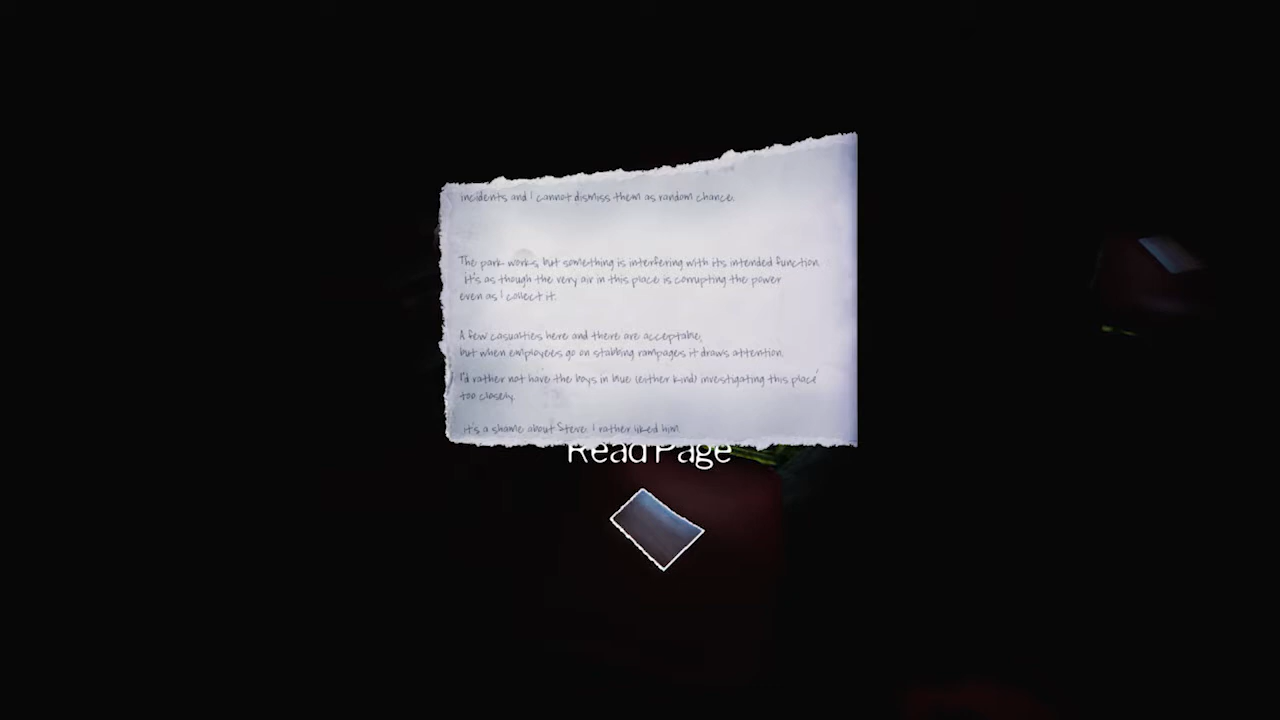 incidents and I cannot dismiss them as random chance.
The park works, but something is interfering with its intended function.
it's as though the very air in this place is corrupting the power
even as I collect it.
A few casualties here and there are acceptable,
but when employees go on stabbing rampages it draws attention.
I'd rather not have the boys in blue (either kind) investigating this place
too closely.
it's a shame about Steve. I rather liked him
Read Page